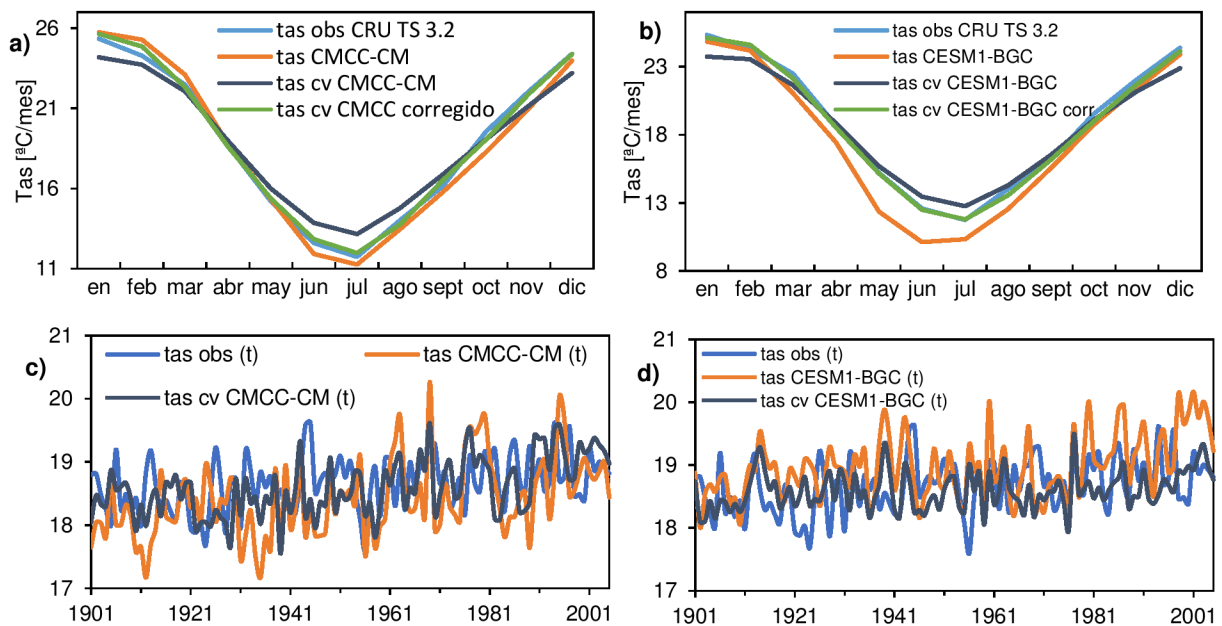 a)
tas obs CRU TS 3.2
tas CMCC-CM
tas cv CMCC-CM
tas cv CMCC corregido
Tas [ªC/mes]
26
21
16
11
en feb mar abr may jun jul ago sept oct nov dic
b)
tas obs CRU TS 3.2
tas CESM1-BGC
tas cv CESM1-BGC
tas cv CESM1-BGC corr
Tas [ªC/mes]
23
18
13
8
en feb mar abr may jun jul ago sept oct nov dic
c)
tas obs (t) tas CMCC-CM (t)
tas cv CMCC-CM (t)
21
20
19
18
17
1901 1921 1941 1961 1981 2001
d)
tas obs (t)
tas CESM1-BGC (t)
tas cv CESM1-BGC (t)
21
20
19
18
17
1901 1921 1941 1961 1981 2001